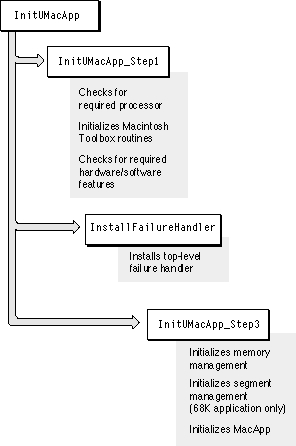 InitUMacApp
InitUMacApp_Step1
Checks for
required processor
Initializes Macintosh
Toolbox routines
Checks for required
hardware/software
features
InstallFailureHandler
Installs top-level
failure handler
InitUMacApp_Step3
Initializes memory
management
Initializes segment
management
(68K application only)
Initializes MacApp